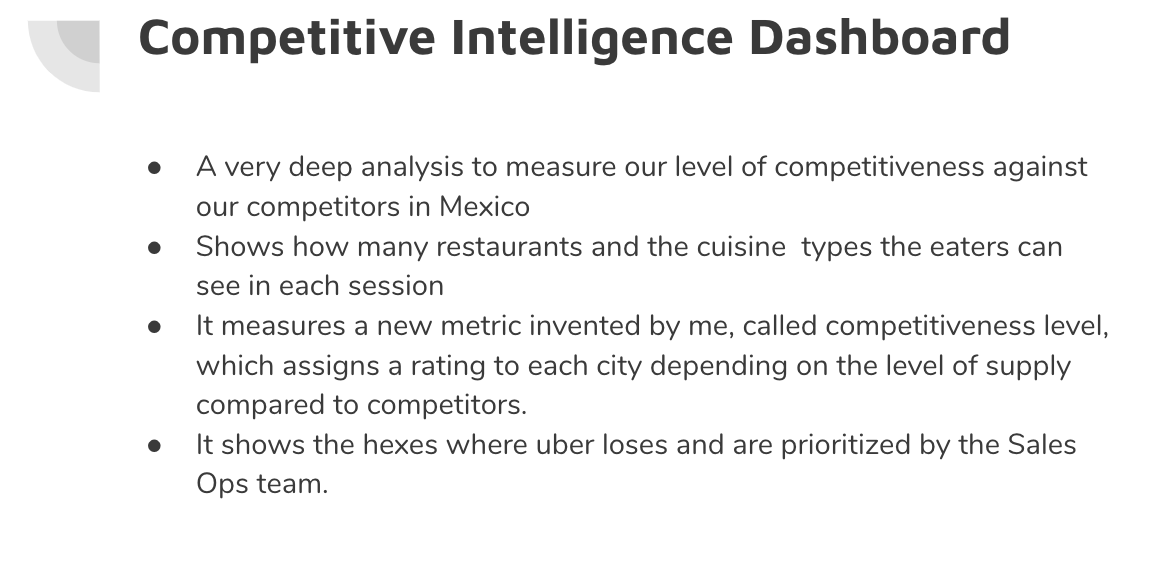 Competitive Intelligence Dashboard
● A very deep analysis to measure our level of competitiveness against
our competitors in Mexico
● Shows how many restaurants and the cuisine  types the eaters can
see in each session
● It measures a new metric invented by me, called competitiveness level,
which assigns a rating to each city depending on the level of supply
compared to competitors.
● It shows the hexes where uber loses and are prioritized by the Sales
Ops team.